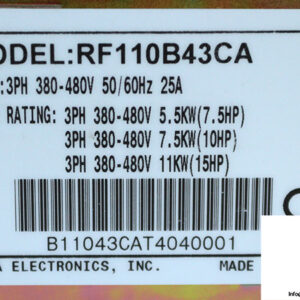 ODEL:RF110B43CA
:3PH 380-480V 50/60Hz 25A
RATING: 3PH 380-480V 5.5KW(7.5HP)
3PH 380-480V 7.5KW(10HP)
3PH 380-480V 11KW(15HP)
B11043CAT4040001
A ELECTRONICS, INC. MADE